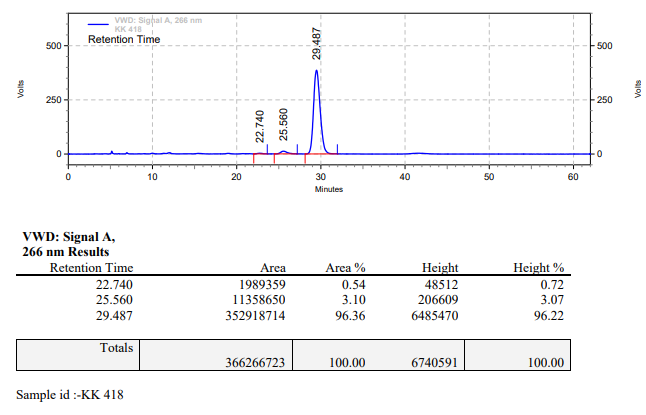 VWD: Signal A, 266 nm
KK 418
Retention Time
29.487
22.740
25.560
500
250
0
Volts
500
250
0
Volts
0 10 20 30 40 50 60
Minutes
VWD: Signal A,
266 nm Results
Retention Time Area Area % Height Height %
22.740 1989359 0.54 48512 0.72
25.560 11358650 3.10 206609 3.07
29.487 352918714 96.36 6485470 96.22
Totals
366266723 100.00 6740591 100.00
Sample id :-KK 418